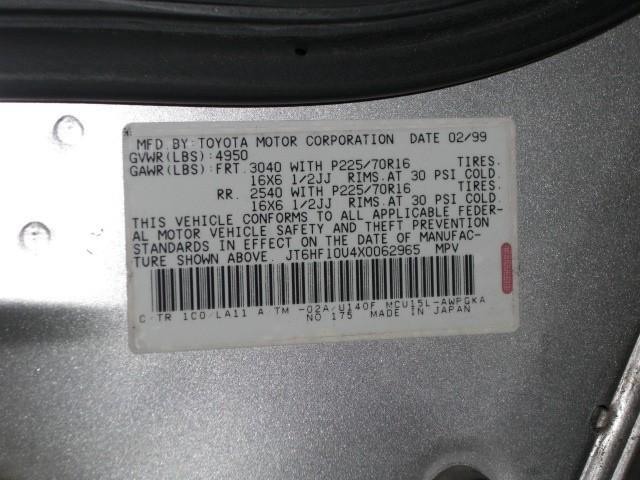 MFD.BY:TOYOTA MOTOR CORPORATION DATE 02/99
GVWR(LBS):4950
GAWR(LBS):FRT.3040 WITH P225/70R16 TIRES.
16X6 1/2JJ RIMS.AT 30 PSI COLD.
RR. 2540 WITH P225/70R16 TIRES.
16X6 1/2JJ RIMS.AT 30 PSI COLD.
THIS VEHICLE CONFORMS TO ALL APPLICABLE FEDER-
AL MOTOR VEHICLE SAFETY AND THEFT PREVENTION
STANDARDS IN EFFECT ON THE DATE OF MANUFAC-
TURE SHOWN ABOVE. JT6HF10U4X0062965 MPV
C/TR 1C0/LA11 A/TM -02A/U140F MCU15L-AWPGKA
NO 175 MADE IN JAPAN